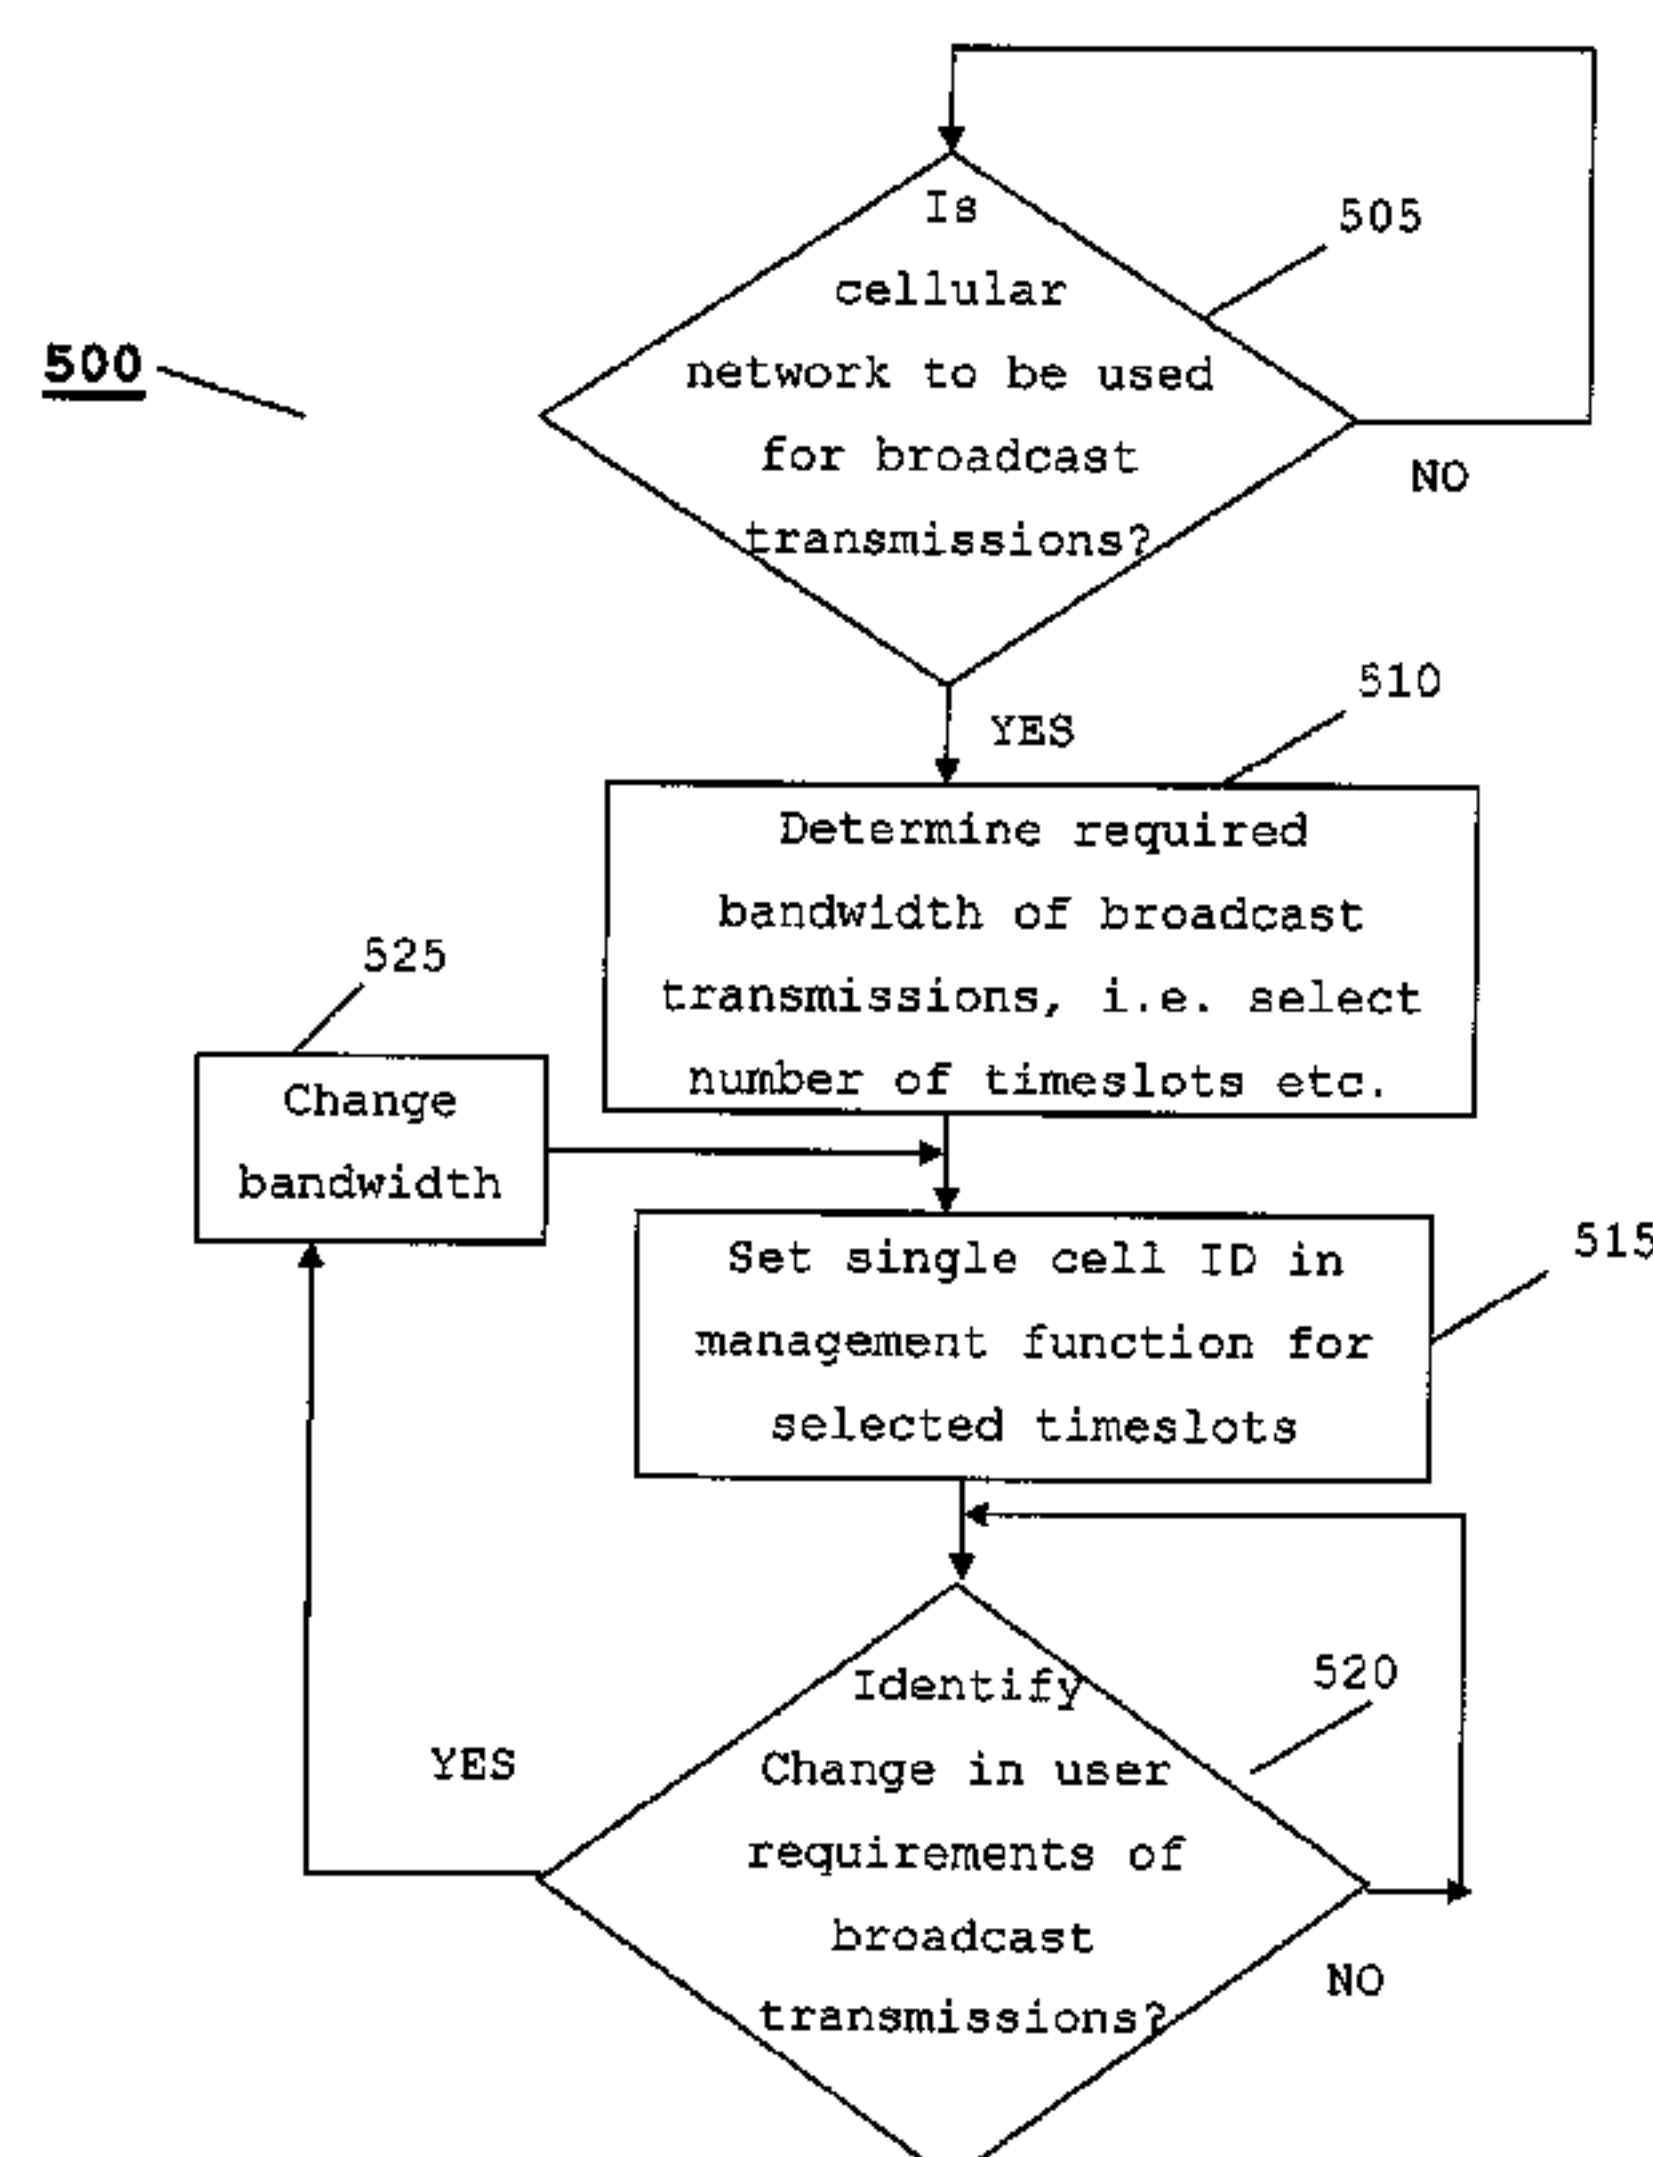 Is
cellular
network to be used
for broadcast
transmissions?
505
500
NO
YES
510
Determine required
bandwidth of broadcast
transmissions, i.e. select
number of timeslots etc.
525
Change
bandwidth
Set single cell ID in
management function for
selected timeslots
515
Identify
Change in user
requirements of
broadcast
transmissions?
520
YES
NO